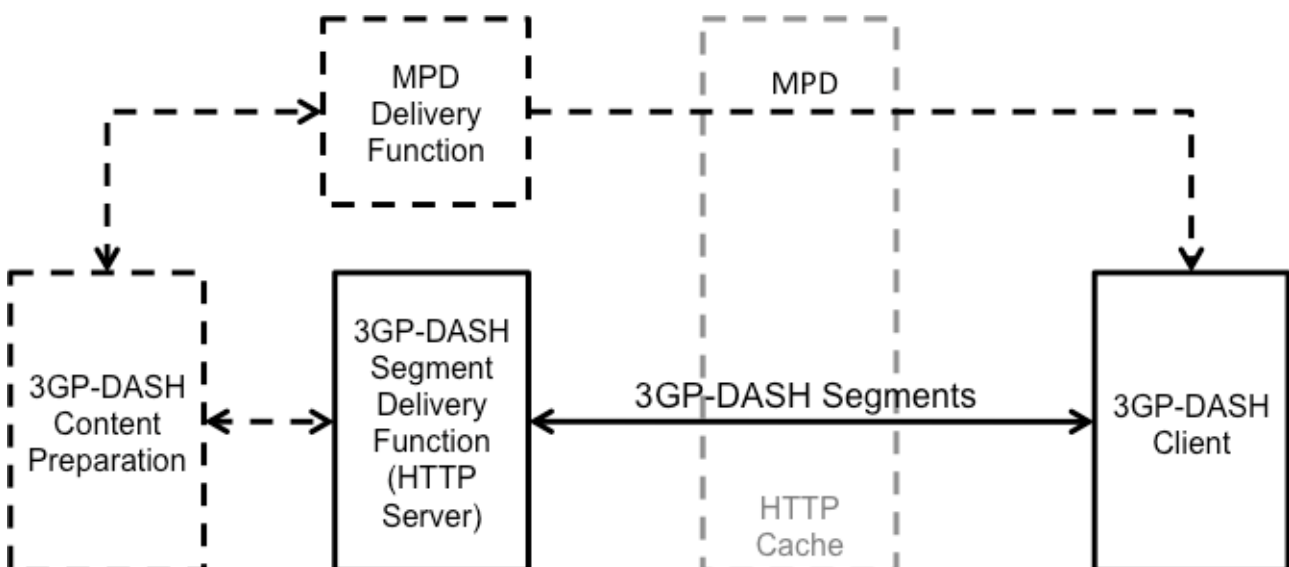 MPD
Delivery
Function
MPD
3GP-DASH
Content
Preparation
3GP-DASH
Segment
Delivery
Function
(HTTP
Server)
3GP-DASH Segments
HTTP
Cache
3GP-DASH
Client